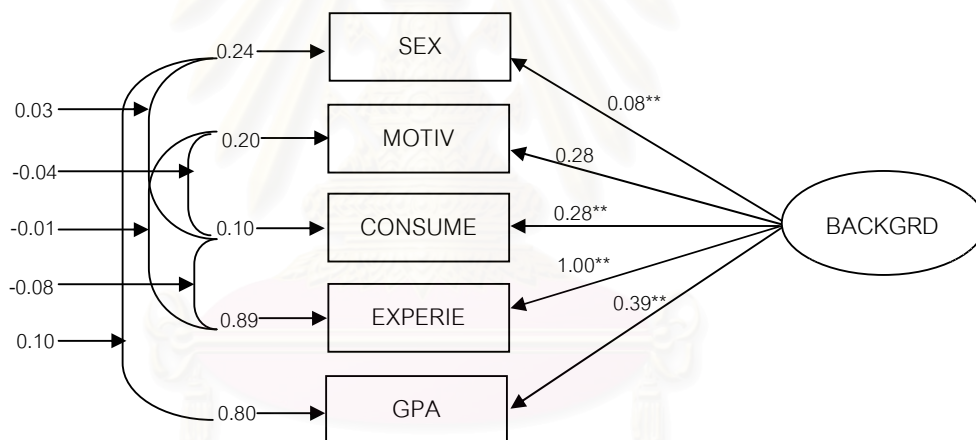 0.24 SEX
0.03
0.08**
0.20 MOTIV
0.28
-0.04
0.28**
-0.01 0.10 CONSUME BACKGRD
1.00**
-0.08
0.39**
0.89 EXPERIE
0.10
0.80 GPA